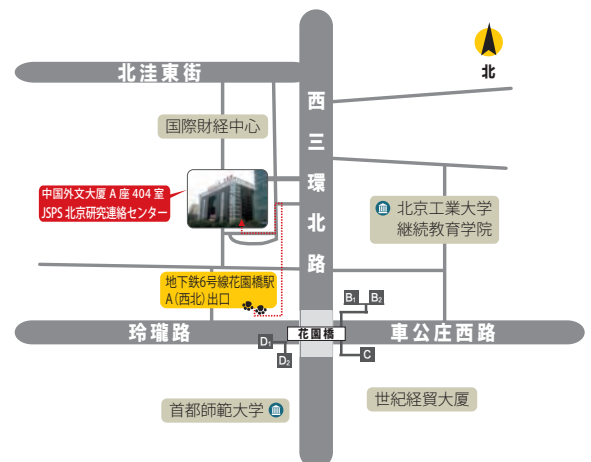 北
北洼東街
西三環北路
国際財経中心
中国外文大厦 A 座 404 室
JSPS 北京研究連絡センター
北京工業大学
継続教育学院
地下鉄6号線花園橋駅
A（西北）出口
B1
B2
玲瓏路
花園橋
車公庄西路
D1
D2
C
世紀経貿大厦
首都師範大学